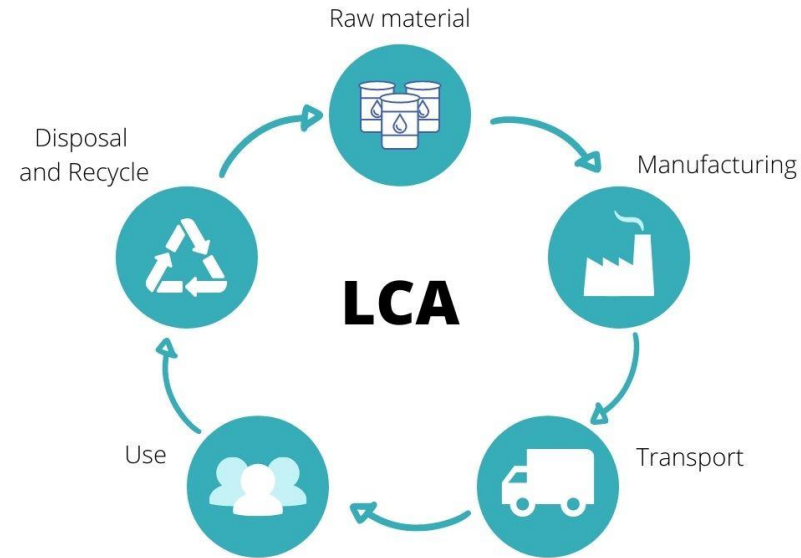 Raw material
Manufacturing
Transport
Use
Disposal
and Recycle
LCA